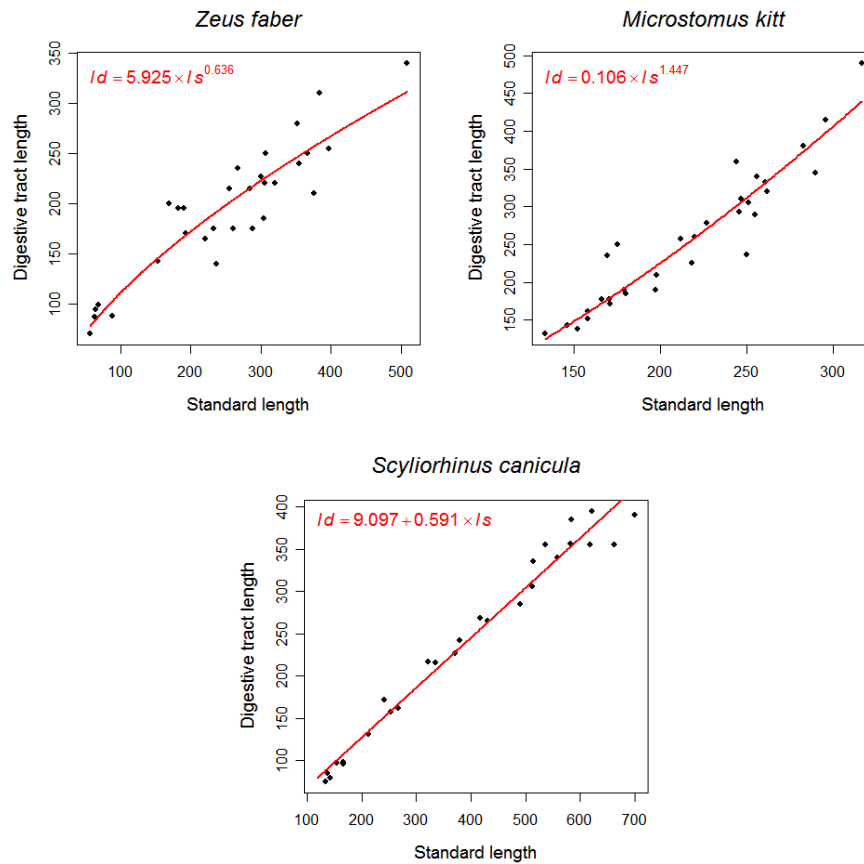 Zeus faber
ld = 5.925 × ls^0.636
350
300
250
200
150
100
Digestive tract length
100 200 300 400 500
Standard length
Microstomus kitt
ld = 0.106 × ls^1.447
500
450
400
350
300
250
200
150
Digestive tract length
150 200 250 300
Standard length
Scyliorhinus canicula
ld = 9.097 + 0.591 × ls
400
350
300
250
200
150
100
Digestive tract length
100 200 300 400 500 600 700
Standard length